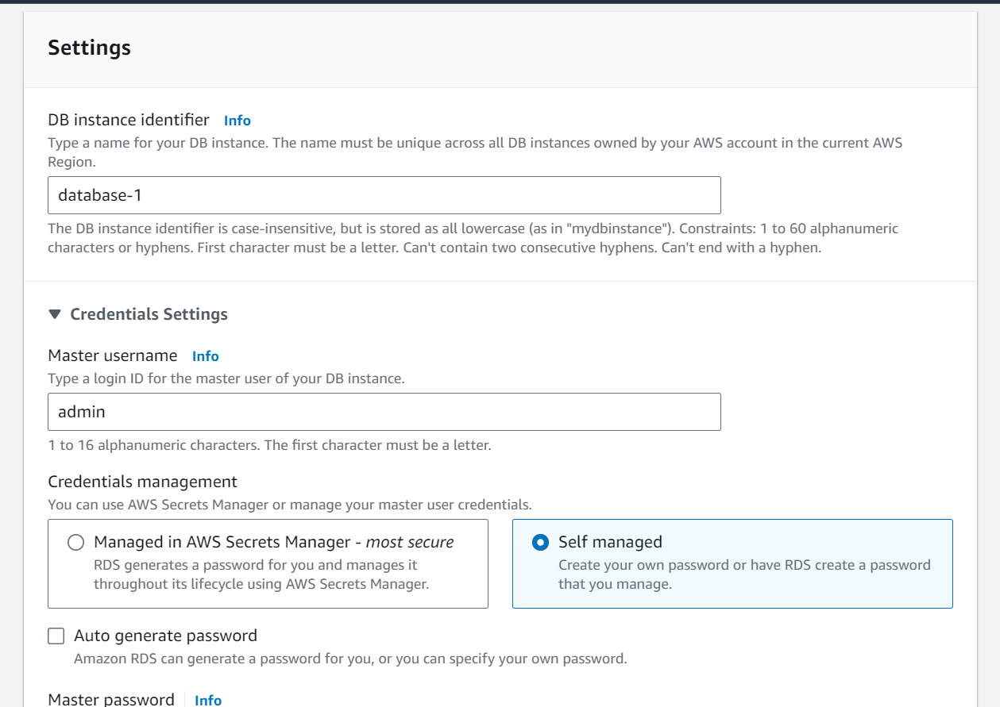 Settings
DB instance identifier Info
Type a name for your DB instance. The name must be unique across all DB instances owned by your AWS account in the current AWS
Region.
database-1
The DB instance identifier is case-insensitive, but is stored as all lowercase (as in "mydbinstance"). Constraints: 1 to 60 alphanumeric
characters or hyphens. First character must be a letter. Can't contain two consecutive hyphens. Can't end with a hyphen.
Credentials Settings
Master username Info
Type a login ID for the master user of your DB instance.
admin
1 to 16 alphanumeric characters. The first character must be a letter.
Credentials management
You can use AWS Secrets Manager or manage your master user credentials.
Managed in AWS Secrets Manager - most secure
RDS generates a password for you and manages it
throughout its lifecycle using AWS Secrets Manager.
Self managed
Create your own password or have RDS create a password
that you manage.
Auto generate password
Amazon RDS can generate a password for you, or you can specify your own password.
Master password Info